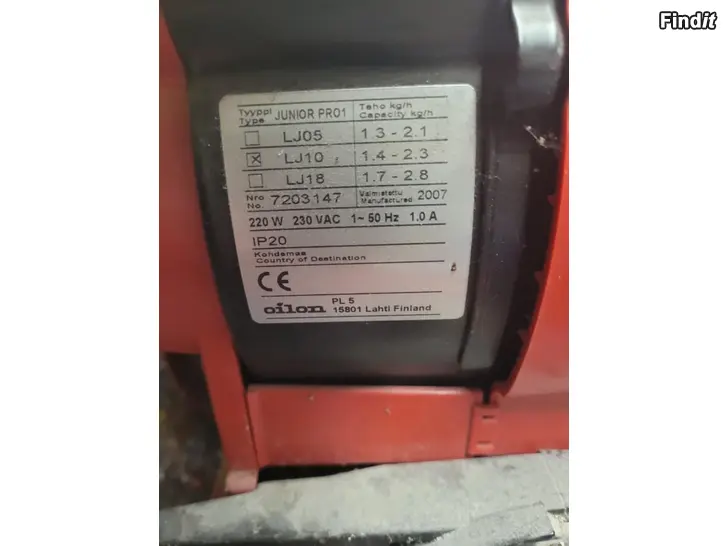 Findit
Tyyppi JUNIOR PRO1 Teho kg/h
Type Capacity kg/h
LJ05 1.3 - 2.1
LJ10 1.4 - 2.3
LJ18 1.7 - 2.8
Nro 7203147 Valmistettu 2007
No. Manufactured
220 W 230 VAC 1~ 50 Hz 1.0 A
IP20
Kohdemaa
Country of Destination
CE
PL 5
oilon 15801 Lahti Finland